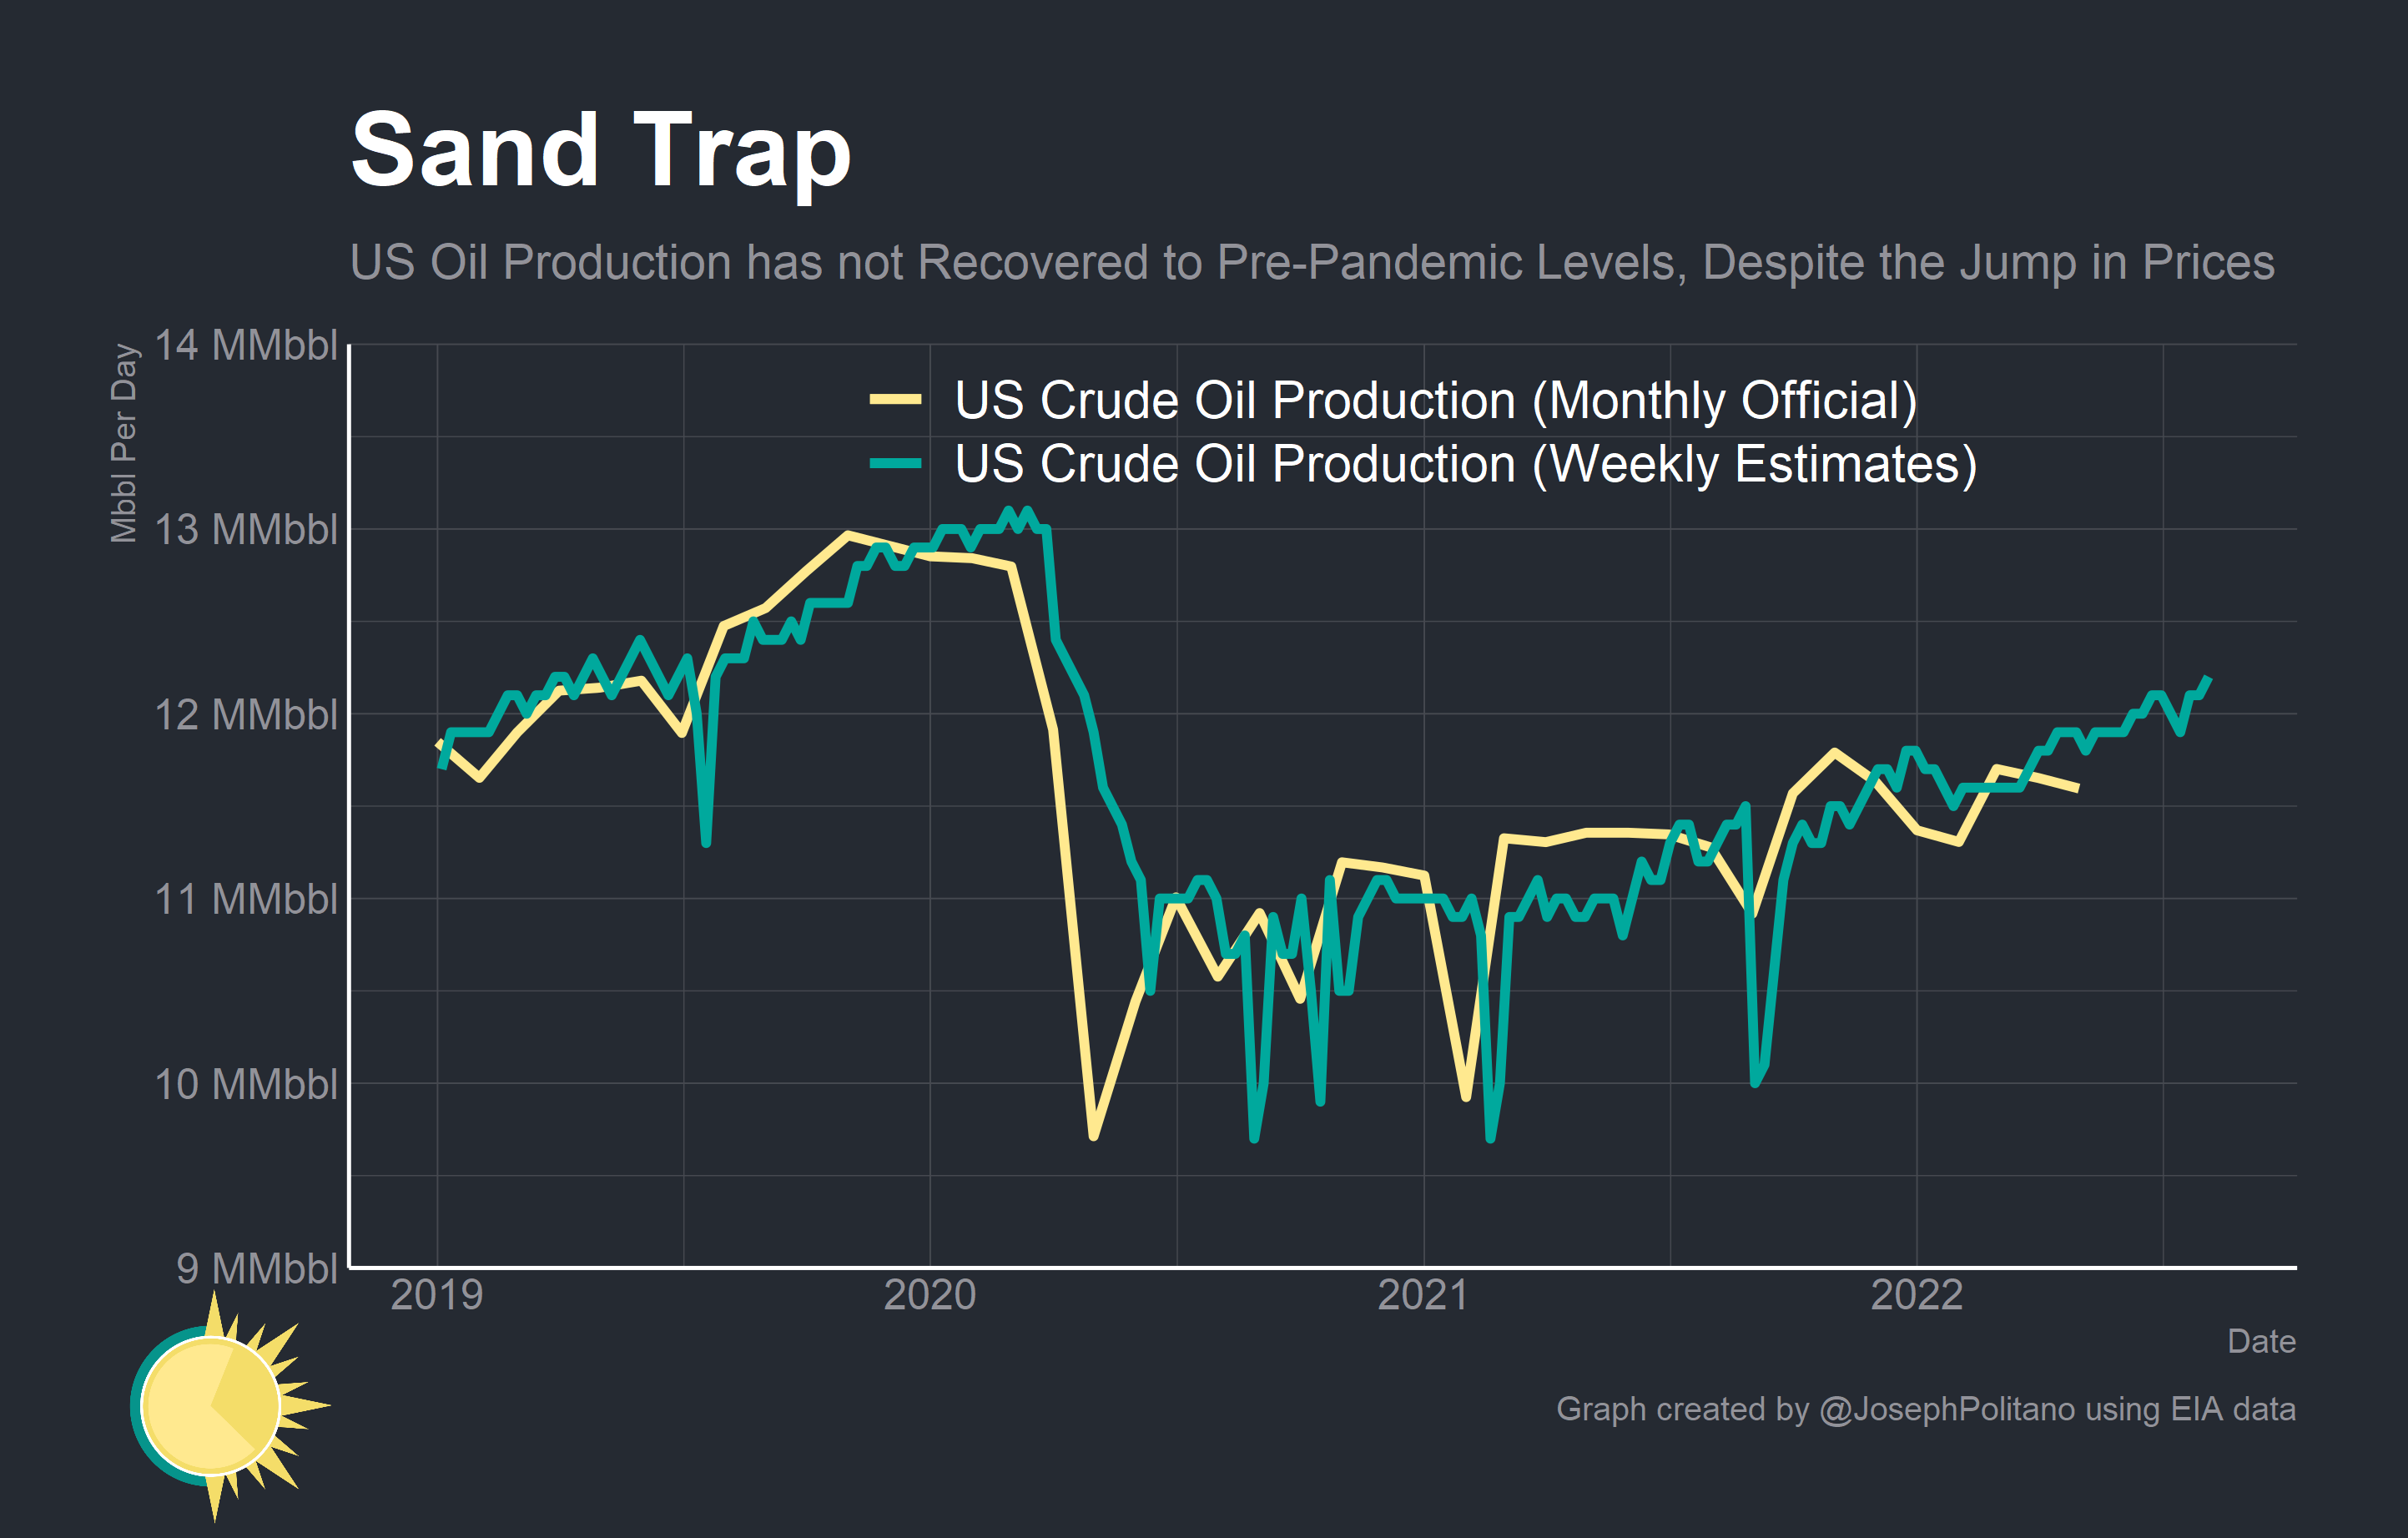 Sand Trap
US Oil Production has not Recovered to Pre-Pandemic Levels, Despite the Jump in Prices
Mbbl Per Day
14 MMbbl
13 MMbbl
12 MMbbl
11 MMbbl
10 MMbbl
9 MMbbl
US Crude Oil Production (Monthly Official)
US Crude Oil Production (Weekly Estimates)
2019
2020
2021
2022
Date
Graph created by @JosephPolitano using EIA data